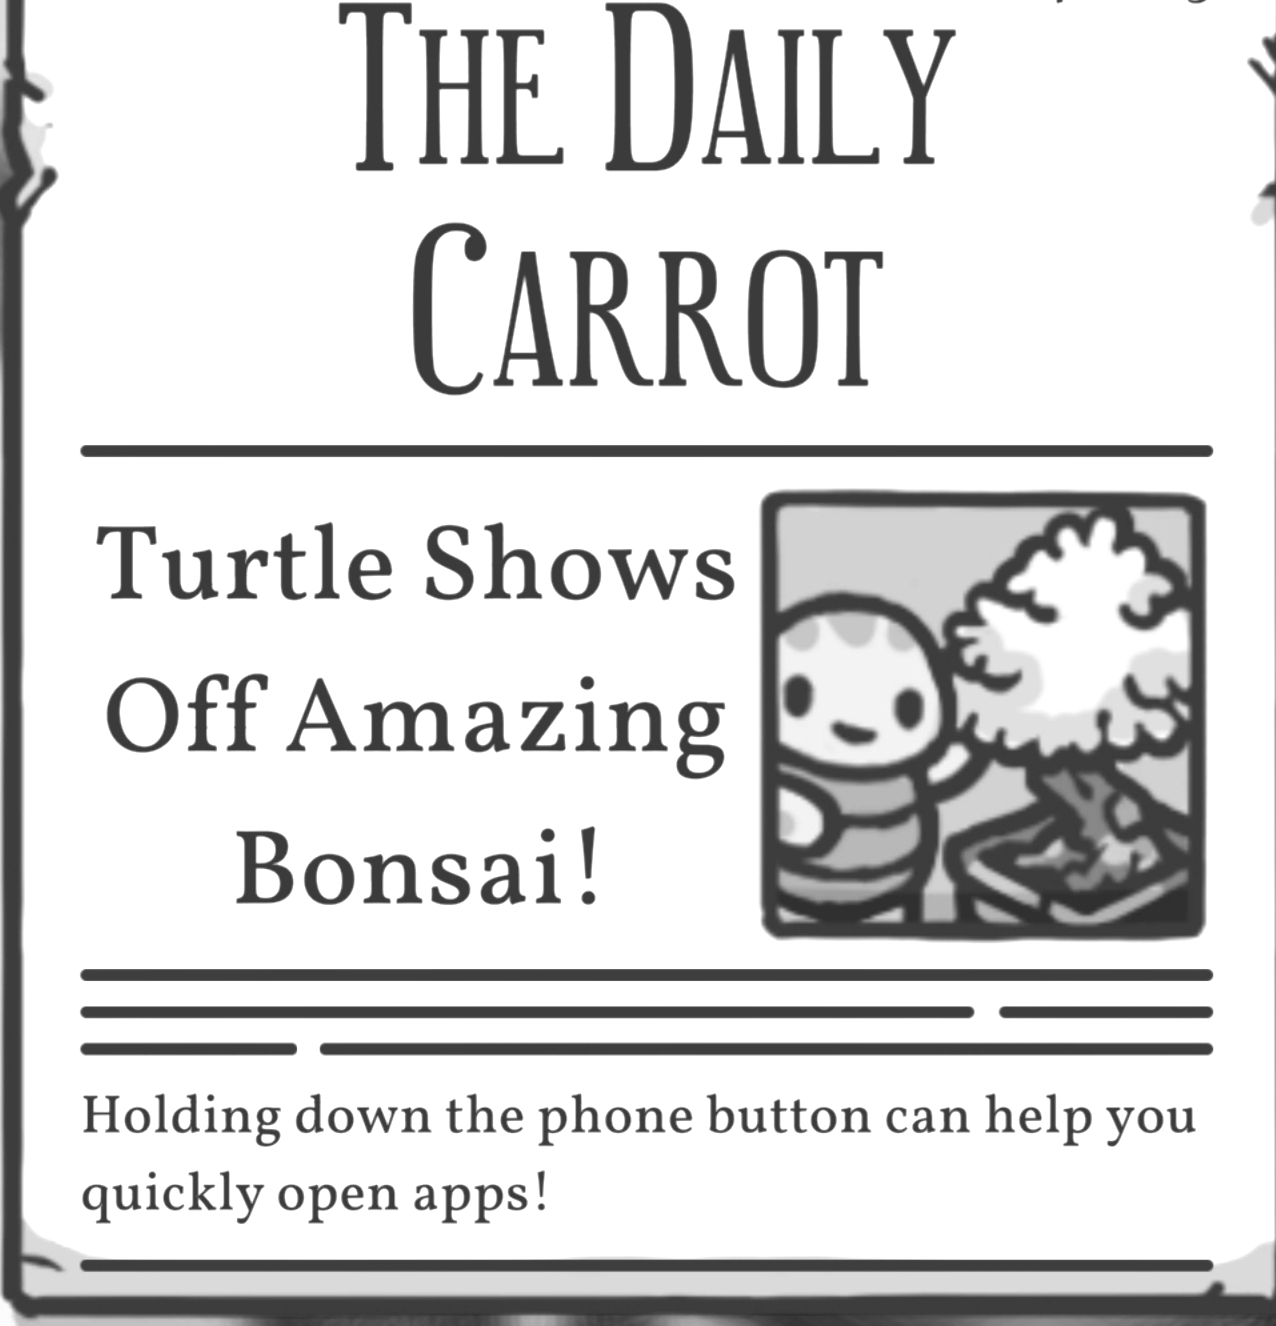 THE DAILY
CARROT
Turtle Shows
Off Amazing
Bonsai!
Holding down the phone button can help you
quickly open apps!